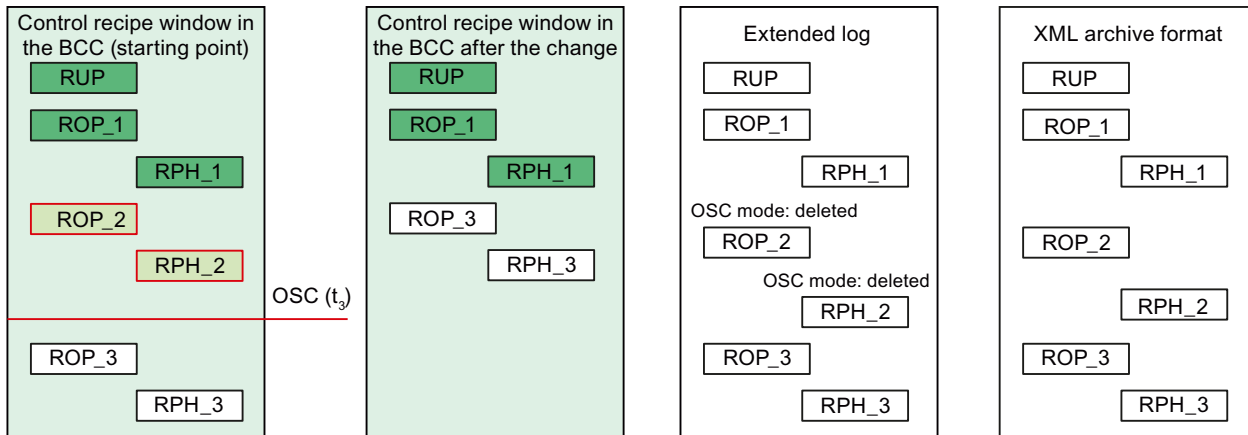 Control recipe window in
the BCC (starting point)
RUP
ROP_1
RPH_1
ROP_2
RPH_2
OSC (t3)
ROP_3
RPH_3
Control recipe window in
the BCC after the change
RUP
ROP_1
RPH_1
ROP_3
RPH_3
Extended log
RUP
ROP_1
RPH_1
OSC mode: deleted
ROP_2
OSC mode: deleted
RPH_2
ROP_3
RPH_3
XML archive format
RUP
ROP_1
RPH_1
ROP_2
RPH_2
ROP_3
RPH_3